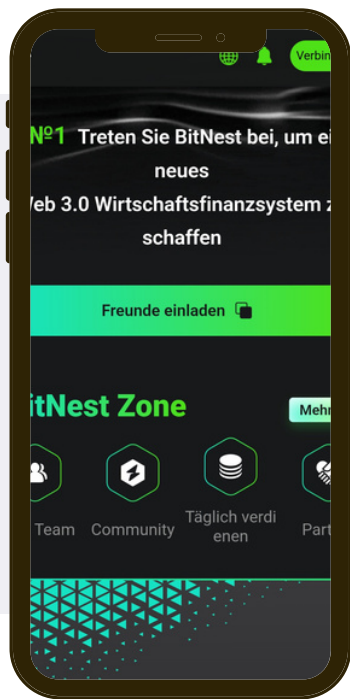 Verbin
№1 Treten Sie BitNest bei, um ei
neues
Web 3.0 Wirtschaftsfinanzsystem z
schaffen
Freunde einladen
itNest Zone
Mehr
Team
Community
Täglich verdi
enen
Part